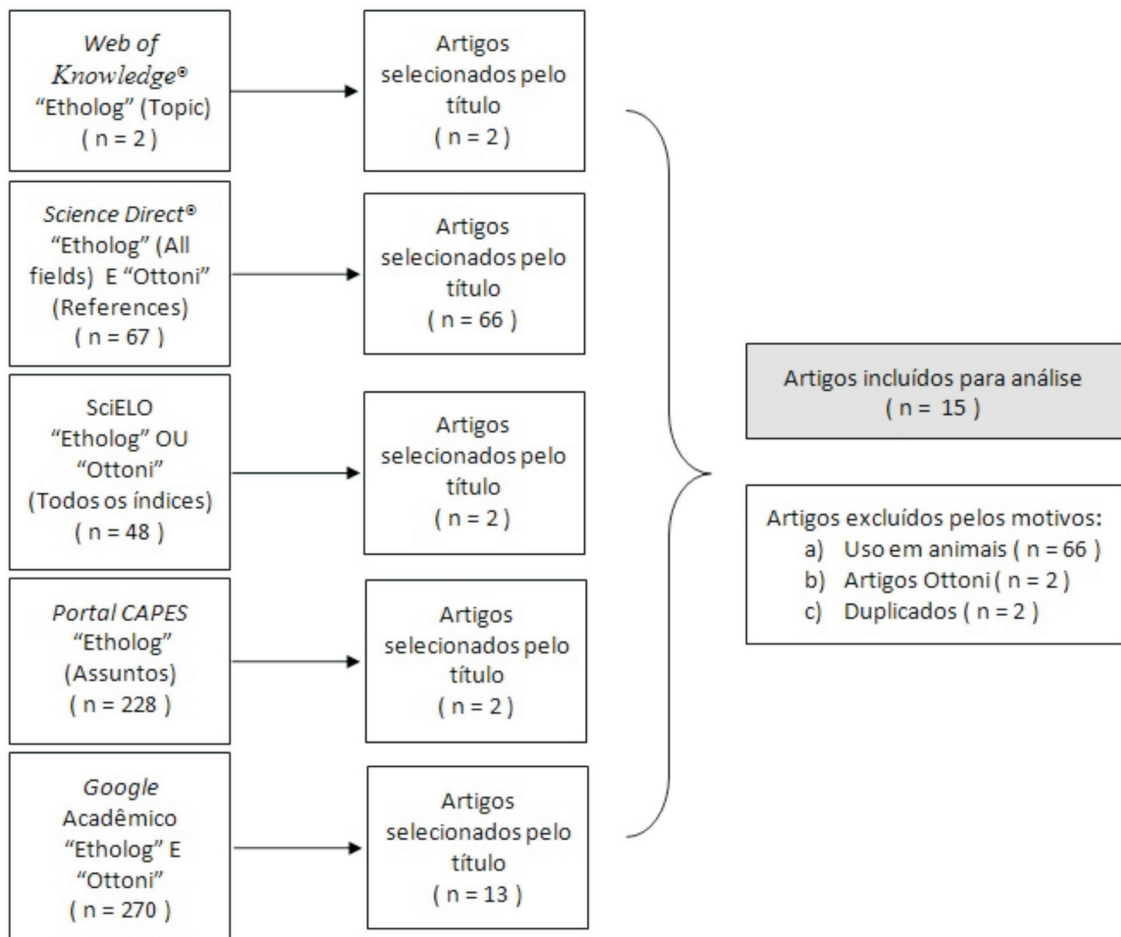 Web of
Knowledge®
“Etholog” (Topic)
( n = 2 )
Artigos
selecionados pelo
título
( n = 2 )
Science Direct®
“Etholog” (All
fields) E “Ottoni”
(References)
( n = 67 )
Artigos
selecionados pelo
título
( n = 66 )
SciELO
“Etholog” OU
“Ottoni”
(Todos os índices)
( n = 48 )
Artigos
selecionados pelo
título
( n = 2 )
Portal CAPES
“Etholog”
(Assuntos)
( n = 228 )
Artigos
selecionados pelo
título
( n = 2 )
Google
Acadêmico
“Etholog” E
“Ottoni”
( n = 270 )
Artigos
selecionados pelo
título
( n = 13 )
Artigos incluídos para análise
( n = 15 )
Artigos excluídos pelos motivos:
a) Uso em animais ( n = 66 )
b) Artigos Ottoni ( n = 2 )
c) Duplicados ( n = 2 )